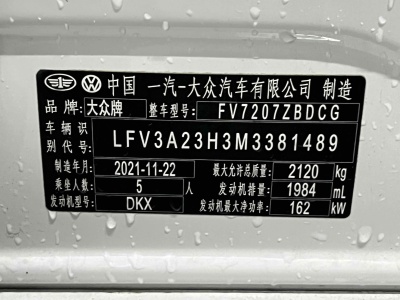 中国 一汽-大众汽车有限公司 制造
品牌: 大众牌 整车型号: FV7207ZBDCG
车辆识别代号: LFV3A23H3M3381489
制造年月 2021-11-22 最大允许总质量: 2120 kg
乘坐人数: 5 人 发动机排量: 1984 mL
发动机型号 DKX 发动机最大净功率: 162 kW